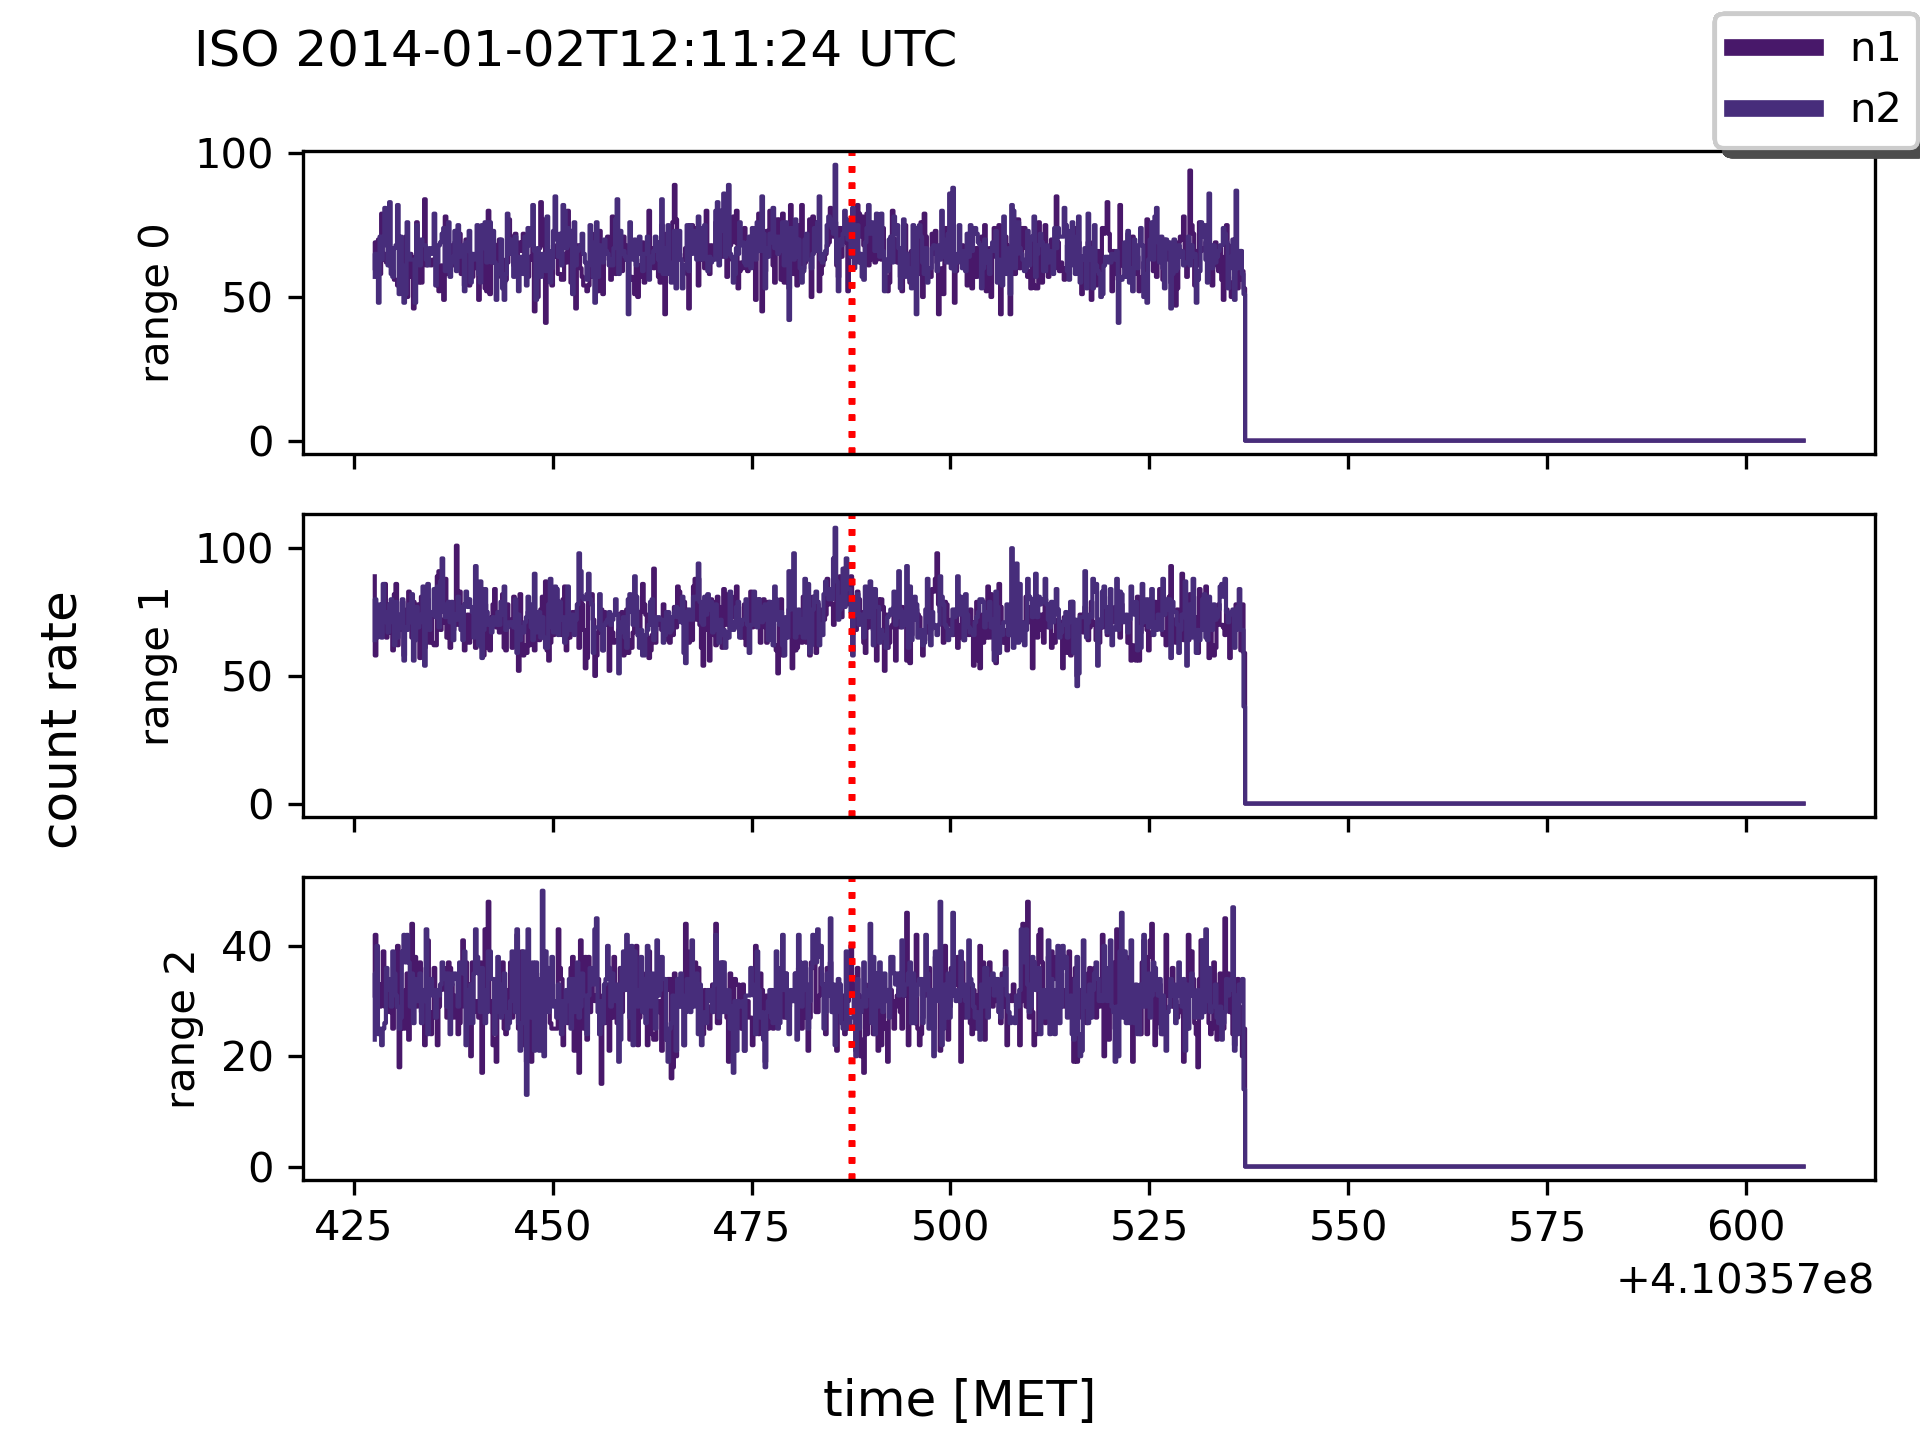 ISO 2014-01-02T12:11:24 UTC
n1
n2
100
50
0
range 0
100
50
0
range 1
count rate
40
20
0
range 2
425 450 475 500 525 550 575 600
+4.10357e8
time [MET]